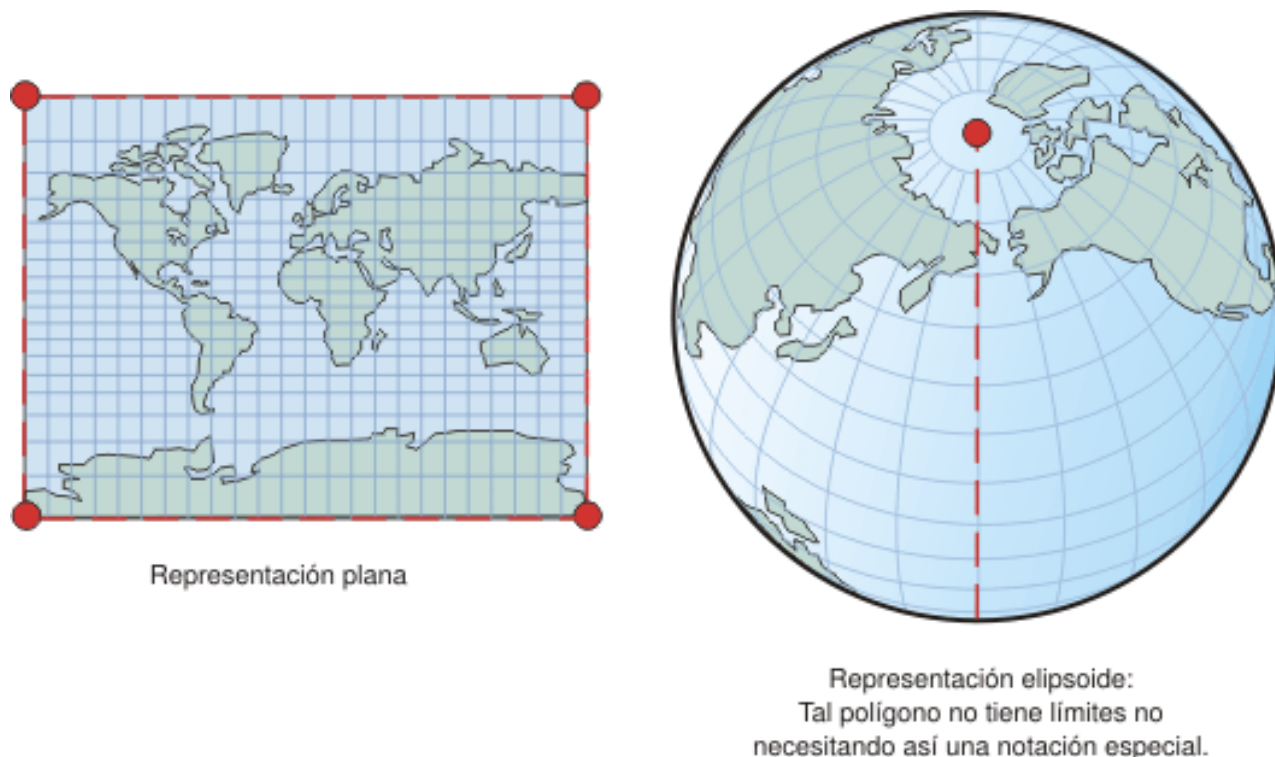 Representación plana
Representación elipsoide:
Tal polígono no tiene límites no
necesitando así una notación especial.